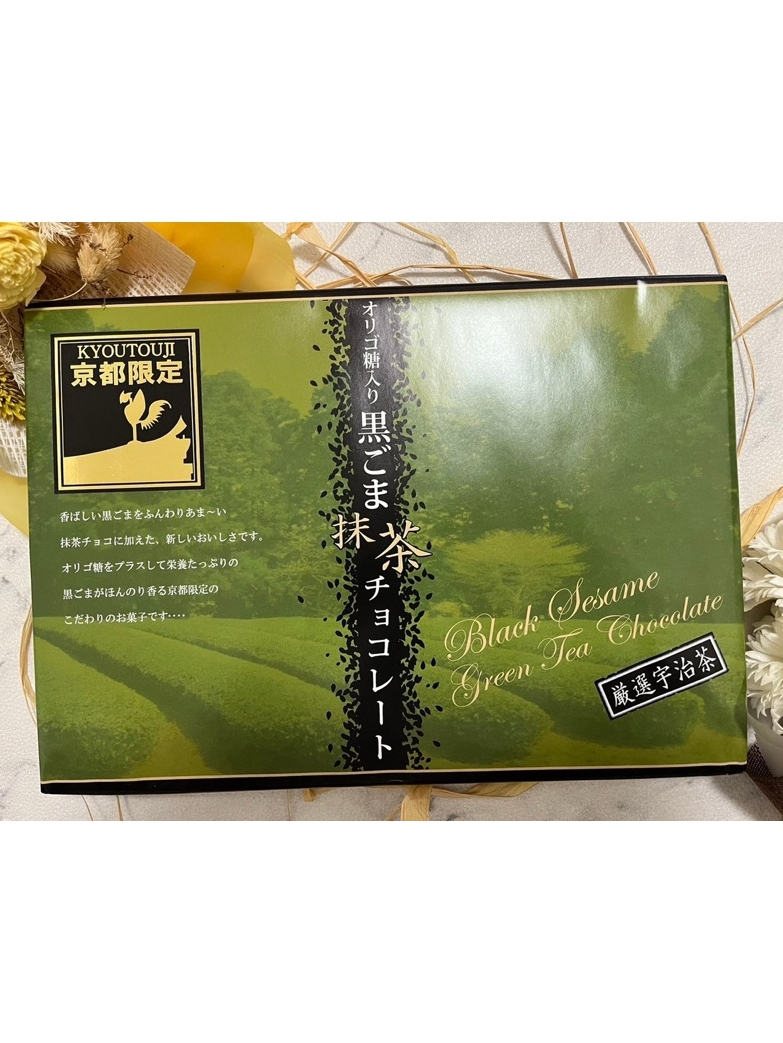 KYOUTOUJI
京都限定
香ばしい黒ごまをふんわりあま〜い
抹茶チョコに加えた、新しいおいしさです。
オリゴ糖をプラスして栄養たっぷりの
黒ごまがほんのり香る京都限定の
こだわりのお菓子です‥‥
オリゴ糖入り
黒ごま
抹茶
チョコレート
Black Sesame
Green Tea Chocolate
厳選宇治茶